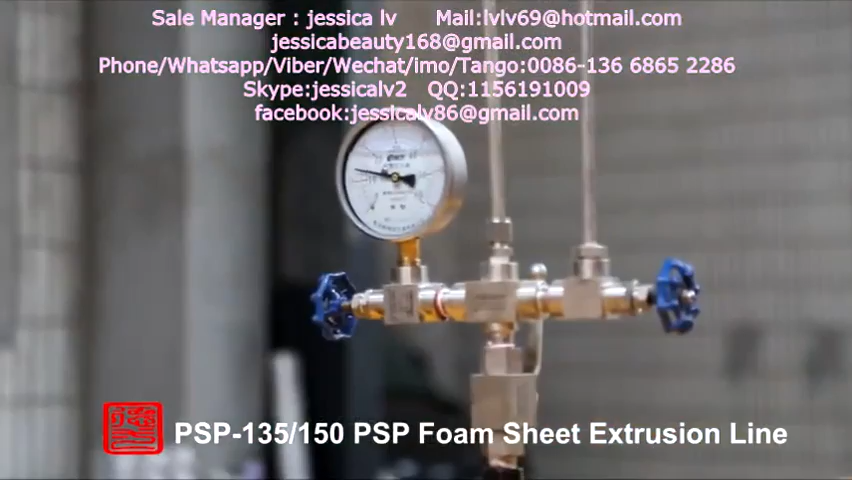 Sale Manager : jessica lv Mail:lvlv69@hotmail.com
jessicabeauty168@gmail.com
Phone/Whatsapp/Viber/Wechat/imo/Tango:0086-136 6865 2286
Skype:jessicalv2 QQ:1156191009
facebook:jessicalv86@gmail.com
PSP-135/150 PSP Foam Sheet Extrusion Line